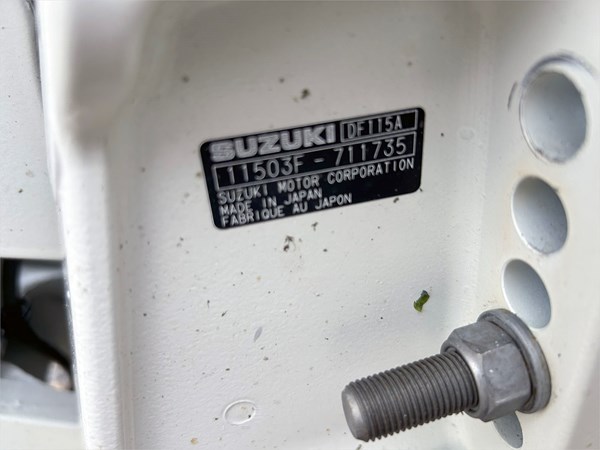 SUZUKI DF115A
11503F-711735
SUZUKI MOTOR CORPORATION
MADE IN JAPAN
FABRIQUE AU JAPON